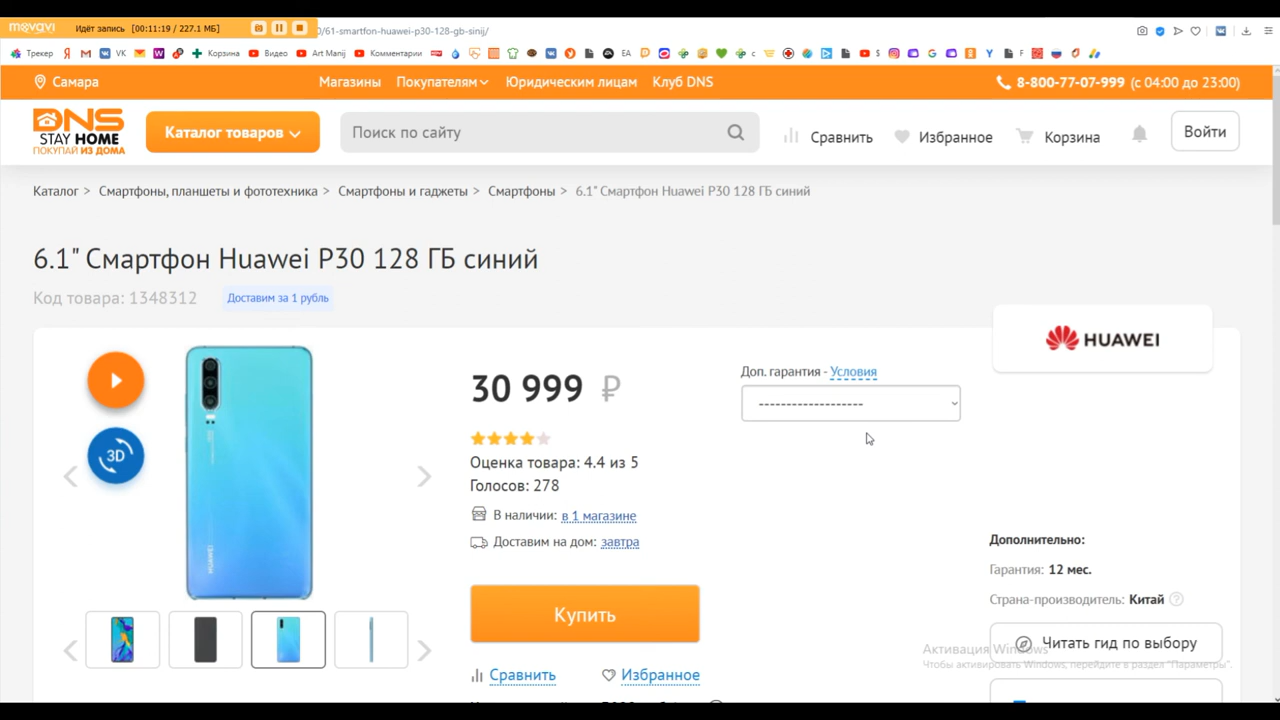 movavi Идёт запись [00:11:19 / 227.1 МБ]
0/61-smartfon-huawei-p30-128-gb-sinij/
Трекер VK Корзина Видео Art Manij Комментарии EA с $ F
Самара Магазины Покупателям Юридическим лицам Клуб DNS 8-800-77-07-999 (с 04:00 до 23:00)
DNS
STAY HOME
ПОКУПАЙ ИЗ ДОМА
Каталог товаров Поиск по сайту Сравнить Избранное Корзина Войти
Каталог > Смартфоны, планшеты и фототехника > Смартфоны и гаджеты > Смартфоны > 6.1" Смартфон Huawei P30 128 ГБ синий
6.1" Смартфон Huawei P30 128 ГБ синий
Код товара: 1348312 Доставим за 1 рубль
HUAWEI
30 999 ₽
Доп. гарантия - Условия
-------------------
3D
Оценка товара: 4.4 из 5
Голосов: 278
В наличии: в 1 магазине
Доставим на дом: завтра
Купить
Сравнить Избранное
HUAWEI
Дополнительно:
Гарантия: 12 мес.
Страна-производитель: Китай ?
Читать гид по выбору
Активация Windows
Чтобы активировать Windows, перейдите в раздел "Параметры".